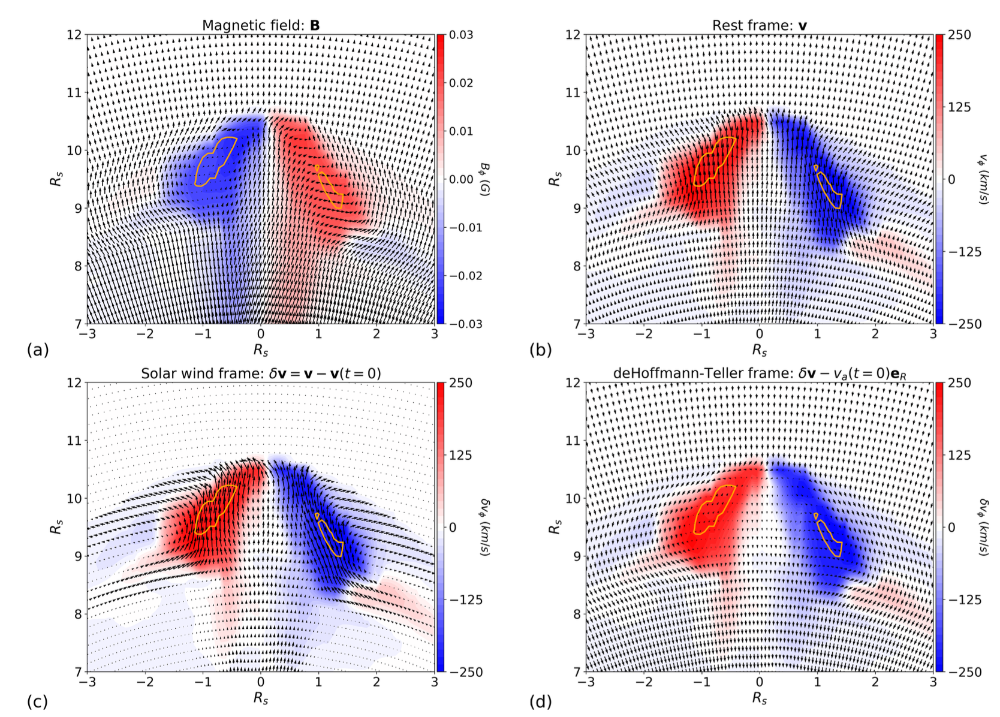 Magnetic field: B
12
11
10
9
8
7
R_s
−3 −2 −1 0 1 2 3
R_s
0.03
0.02
0.01
0.00
−0.01
−0.02
−0.03
B_ϕ (G)
(a)
Rest frame: v
12
11
10
9
8
7
R_s
−3 −2 −1 0 1 2 3
R_s
250
125
0
−125
−250
v_ϕ (km/s)
(b)
Solar wind frame: δv = v − v(t = 0)
12
11
10
9
8
7
R_s
−3 −2 −1 0 1 2 3
R_s
250
125
0
−125
−250
δv_ϕ (km/s)
(c)
deHoffmann-Teller frame: δv − v_a(t = 0)e_R
12
11
10
9
8
7
R_s
−3 −2 −1 0 1 2 3
R_s
250
125
0
−125
−250
δv_ϕ (km/s)
(d)